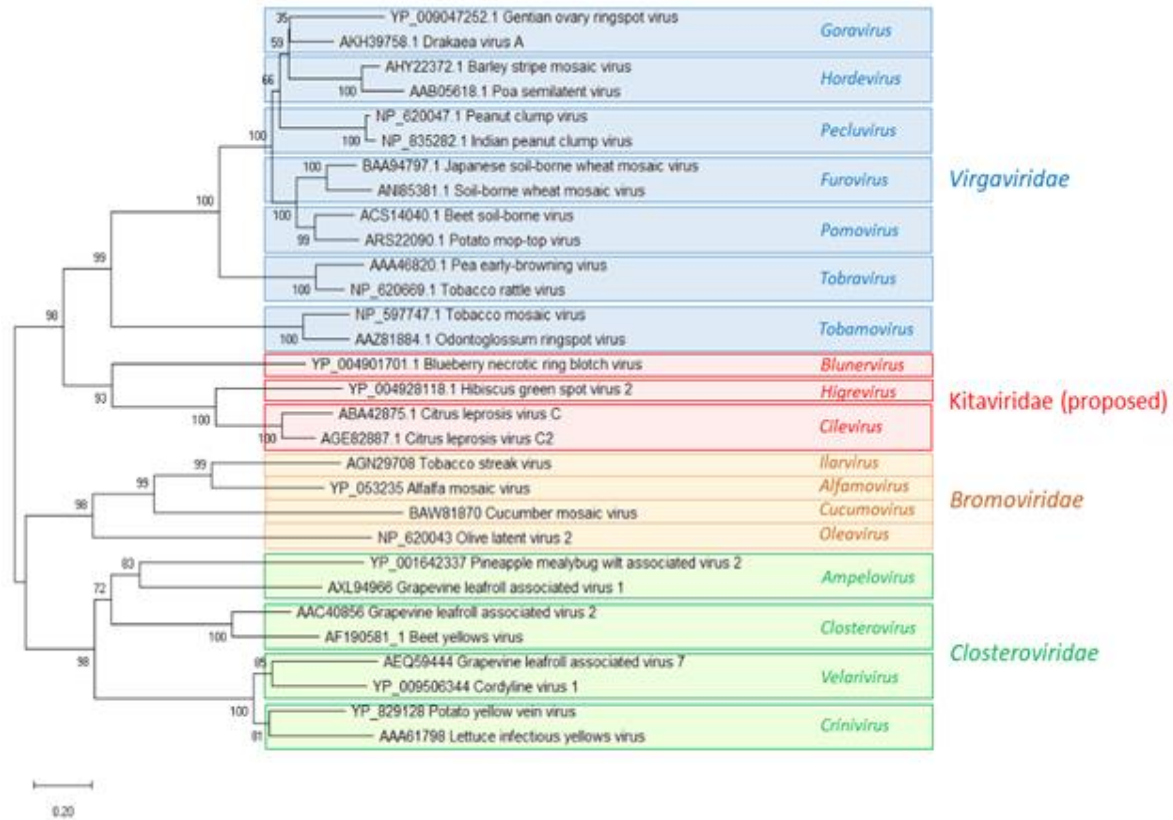 35
YP_009047252.1 Gentian ovary ringspot virus
Goravirus
59
AKH39758.1 Drakaea virus A
66
AHY22372.1 Barley stripe mosaic virus
Hordevirus
100
AAB05618.1 Poa semilatent virus
NP_620047.1 Peanut clump virus
Pecluvirus
100
100
NP_835282.1 Indian peanut clump virus
100
BAA94797.1 Japanese soil-borne wheat mosaic virus
Furovirus
Virgaviridae
ANI85381.1 Soil-borne wheat mosaic virus
100
100
ACS14040.1 Beet soil-borne virus
Pomovirus
99
ARS22090.1 Potato mop-top virus
99
AAA46820.1 Pea early-browning virus
Tobravirus
100
NP_620669.1 Tobacco rattle virus
98
NP_597747.1 Tobacco mosaic virus
Tobamovirus
100
AAZ81884.1 Odontoglossum ringspot virus
YP_004901701.1 Blueberry necrotic ring blotch virus
Blunervirus
93
YP_004928118.1 Hibiscus green spot virus 2
Higrevirus
Kitaviridae (proposed)
100
ABA42875.1 Citrus leprosis virus C
Cilevirus
100
AGE82887.1 Citrus leprosis virus C2
99
AGN29708 Tobacco streak virus
Ilarvirus
99
YP_053235 Alfalfa mosaic virus
Alfamovirus
Bromoviridae
98
BAW81870 Cucumber mosaic virus
Cucumovirus
NP_620043 Olive latent virus 2
Oleavirus
83
YP_001642337 Pineapple mealybug wilt associated virus 2
Ampelovirus
72
AXL94966 Grapevine leafroll associated virus 1
AAC40856 Grapevine leafroll associated virus 2
Closterovirus
100
AF190581_1 Beet yellows virus
98
85
AEQ59444 Grapevine leafroll associated virus 7
Closteroviridae
Velarivirus
YP_009506344 Cordyline virus 1
100
YP_829128 Potato yellow vein virus
Crinivirus
81
AAA61798 Lettuce infectious yellows virus
0.20